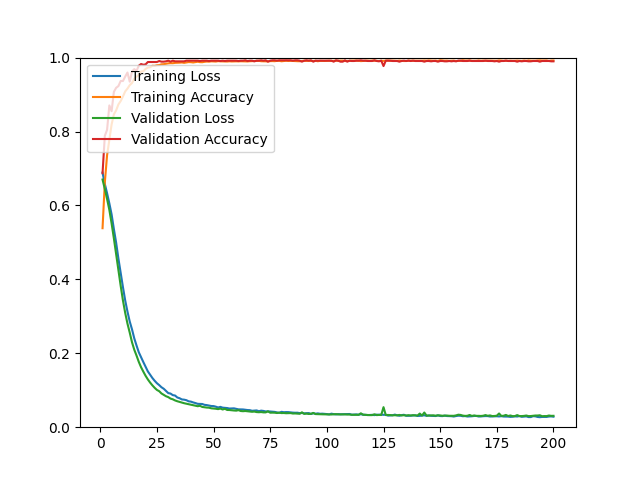 1.0
0.8
0.6
0.4
0.2
0.0
Training Loss
Training Accuracy
Validation Loss
Validation Accuracy
0 25 50 75 100 125 150 175 200